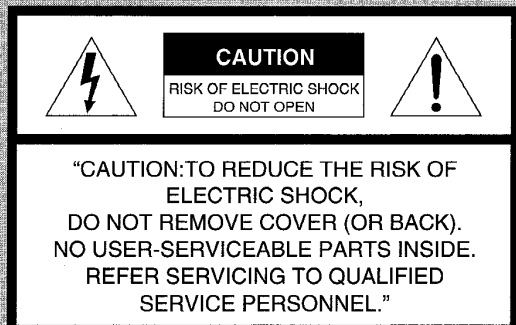 CAUTION
RISK OF ELECTRIC SHOCK
DO NOT OPEN
“CAUTION:TO REDUCE THE RISK OF
ELECTRIC SHOCK,
DO NOT REMOVE COVER (OR BACK).
NO USER-SERVICEABLE PARTS INSIDE.
REFER SERVICING TO QUALIFIED
SERVICE PERSONNEL.”